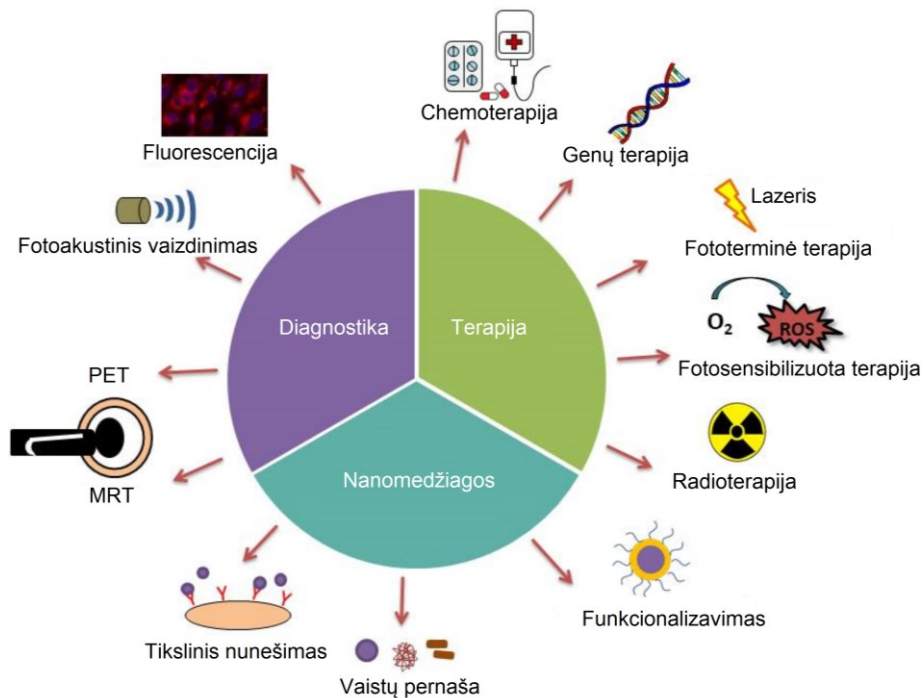 Chemoterapija
Genų terapija
Lazeris
Fototerminė terapija
O₂
ROS
Fotosensibilizuota terapija
Radioterapija
Funkcionalizavimas
Vaistų pernaša
Tikslinis nunešimas
MRT
PET
Fotoakustinis vaizdinimas
Fluorescencija
Diagnostika
Terapija
Nanomedžiagos